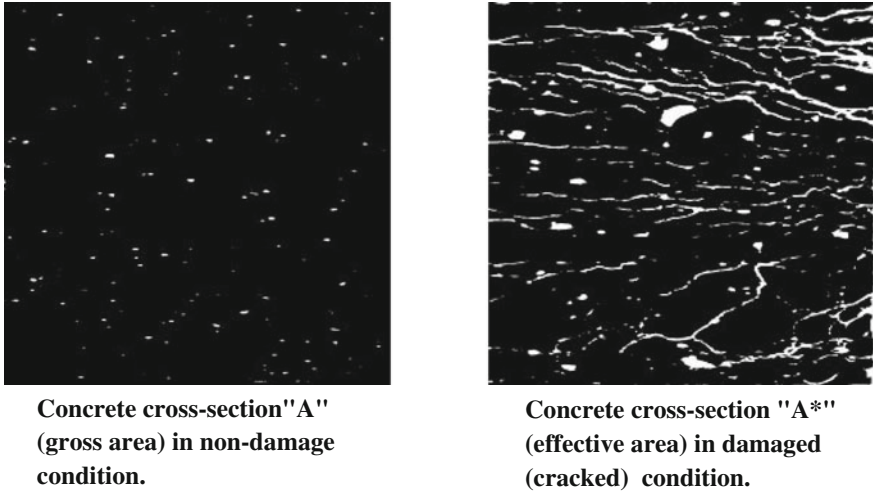 Concrete cross-section"A"
(gross area) in non-damage
condition.
Concrete cross-section "A*"
(effective area) in damaged
(cracked) condition.